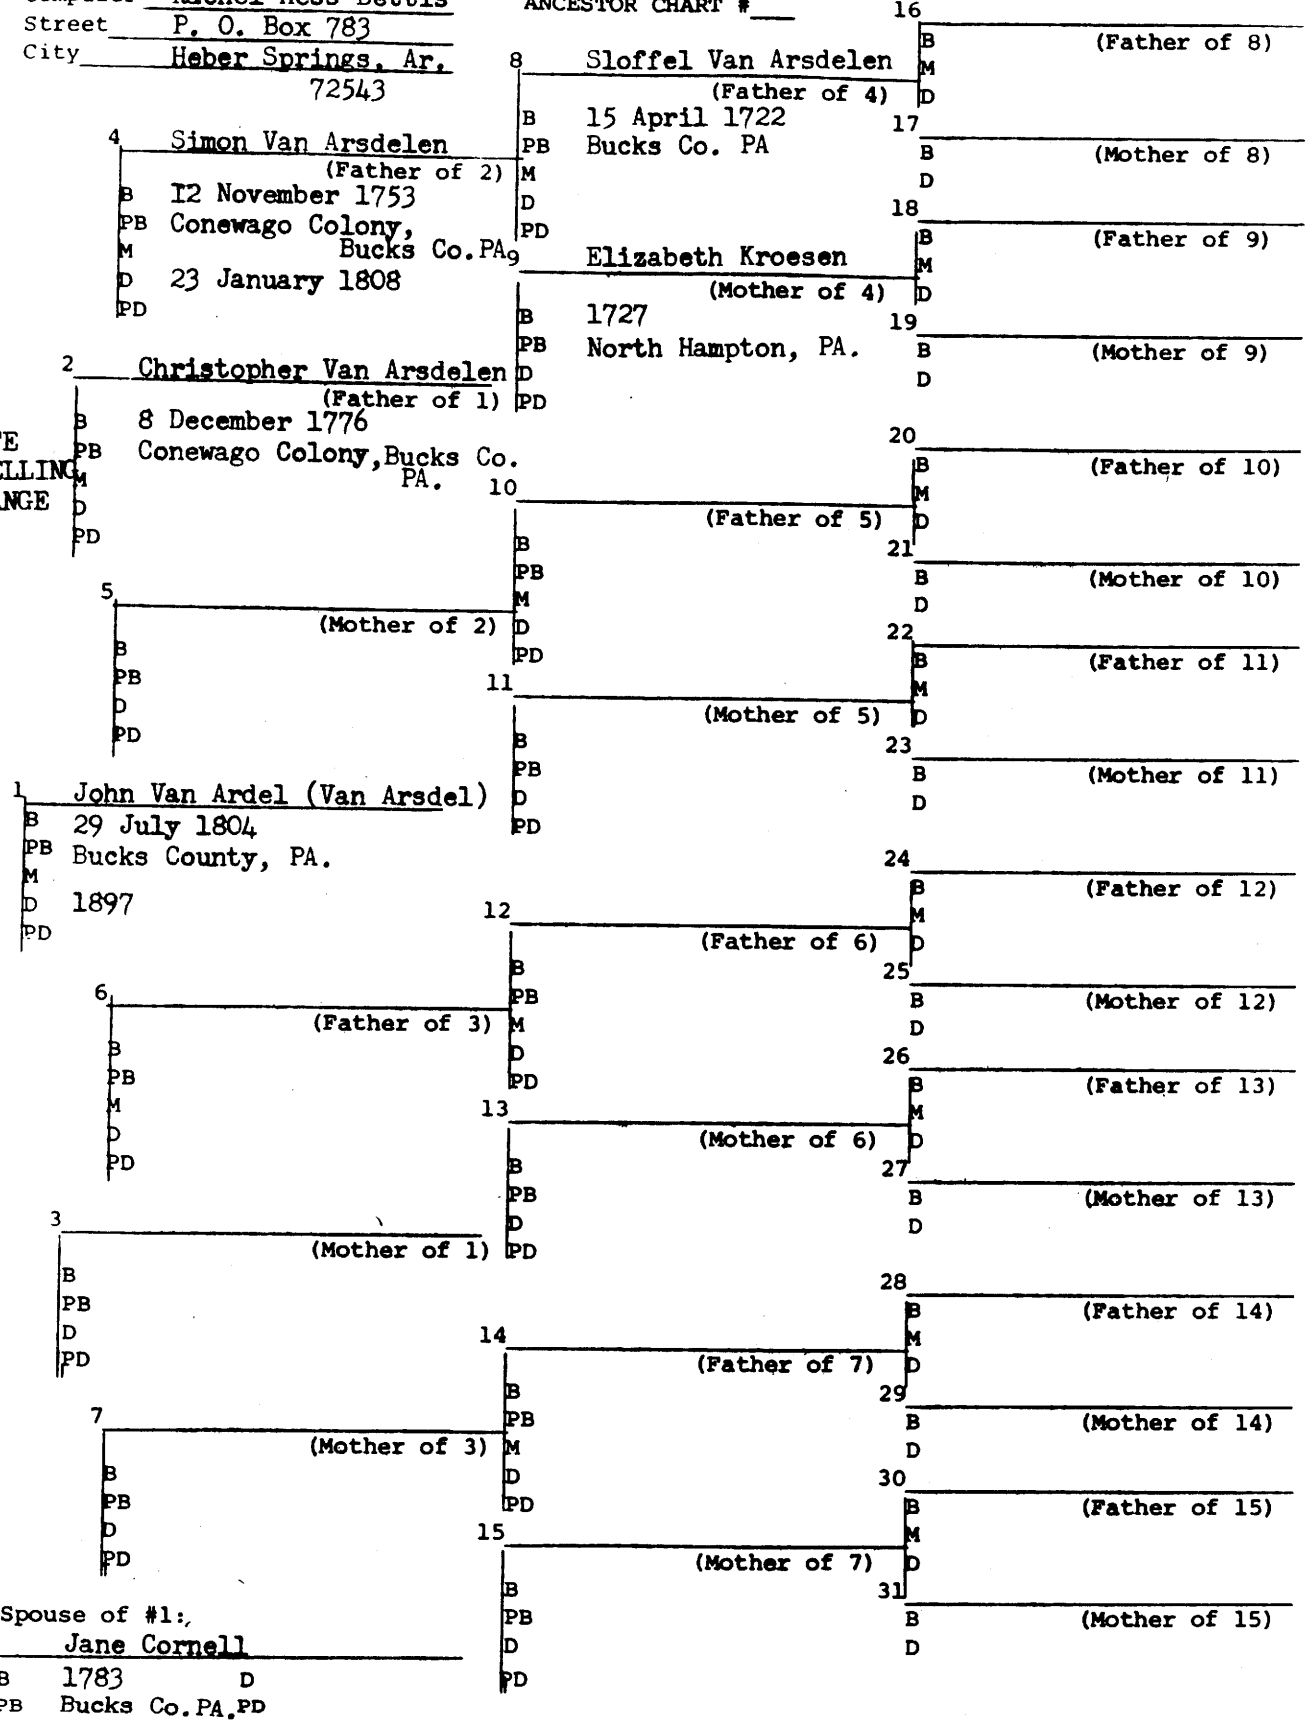 ANCESTOR CHART #
Street P. O. Box 783
City Heber Springs, Ar.
72543
16
B (Father of 8)
M
D
8 Sloffel Van Arsdelen
(Father of 4)
B 15 April 1722
PB Bucks Co. PA
M
D
PD
17
B (Mother of 8)
D
4 Simon Van Arsdelen
(Father of 2)
B 12 November 1753
PB Conewago Colony,
M Bucks Co. PA
D 23 January 1808
PD
18
B (Father of 9)
M
D
9 Elizabeth Kroesen
(Mother of 4)
B 1727
PB North Hampton, PA.
D
PD
19
B (Mother of 9)
D
2 Christopher Van Arsdelen
(Father of 1)
B 8 December 1776
PB Conewago Colony, Bucks Co.
PA.
M
D
PD
TE
ELLING
ANGE
20
B (Father of 10)
M
D
10
(Father of 5)
B
PB
M
D
PD
21
B (Mother of 10)
D
5
(Mother of 2)
B
PB
D
PD
22
B (Father of 11)
M
D
11
(Mother of 5)
B
PB
D
PD
23
B (Mother of 11)
D
1 John Van Ardel (Van Arsdel)
B 29 July 1804
PB Bucks County, PA.
M
D 1897
PD
24
B (Father of 12)
M
D
12
(Father of 6)
B
PB
M
D
PD
25
B (Mother of 12)
D
6
(Father of 3)
B
PB
M
D
PD
26
B (Father of 13)
M
D
13
(Mother of 6)
B
PB
D
PD
27
B (Mother of 13)
D
3
(Mother of 1)
B
PB
D
PD
28
B (Father of 14)
M
D
14
(Father of 7)
B
PB
M
D
PD
29
B (Mother of 14)
D
7
(Mother of 3)
B
PB
D
PD
30
B (Father of 15)
M
D
15
(Mother of 7)
B
PB
D
PD
31
B (Mother of 15)
D
Spouse of #1:
Jane Cornell
B 1783 D
PB Bucks Co. PA. PD